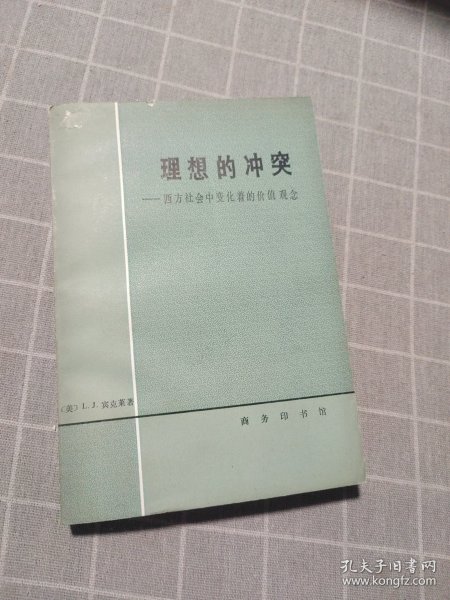 理想的冲突
——西方社会中变化着的价值观念
〔美〕L.J.宾克莱著
商务印书馆
孔夫子旧书网
www.kongfz.com